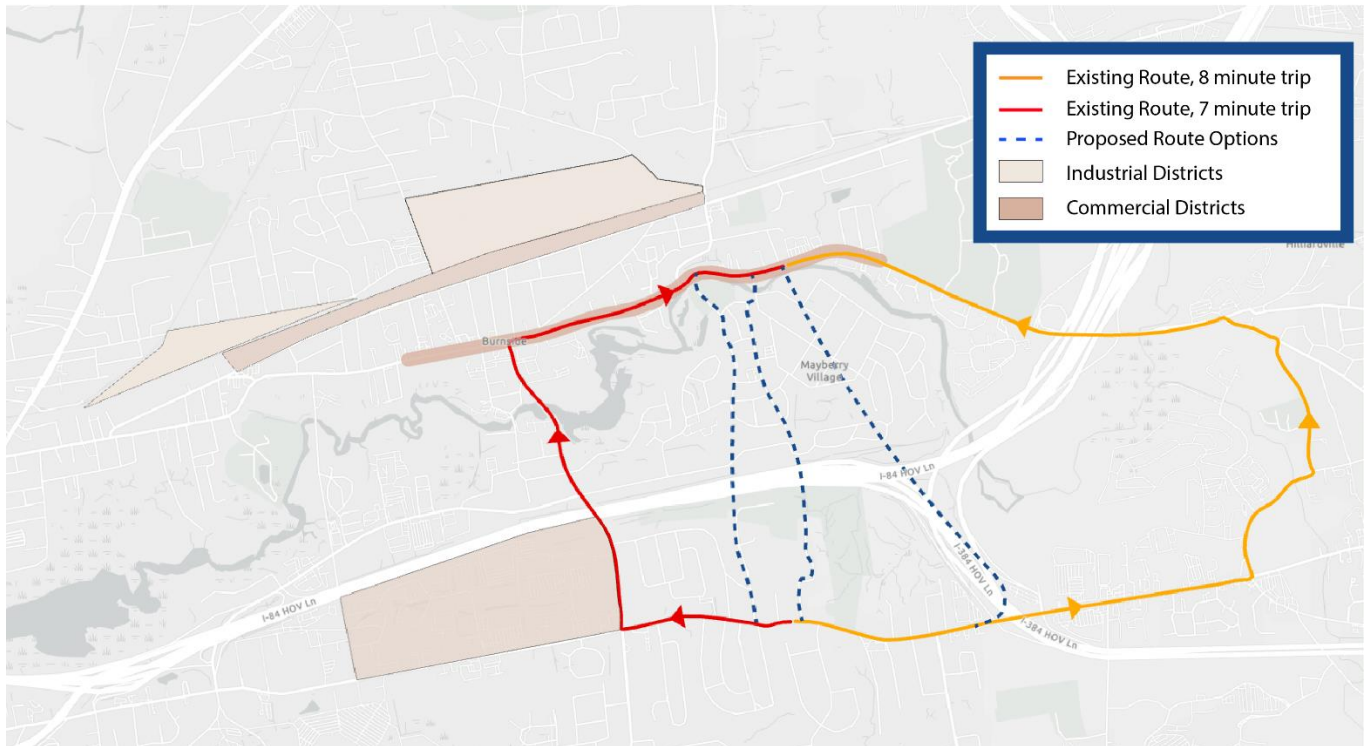 Existing Route, 8 minute trip
Existing Route, 7 minute trip
Proposed Route Options
Industrial Districts
Commercial Districts
Hilliardville
Burnside
Mayberry
Village
I-84 HOV Ln
I-384 HOV Ln
I-84 HOV Ln
I-384 HOV Ln